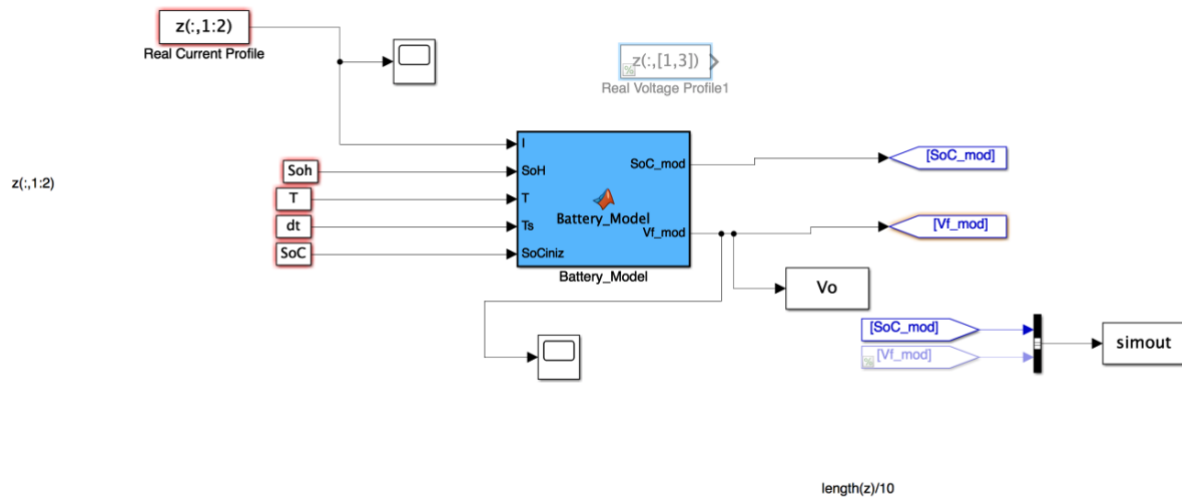 z(:,1:2)
Real Current Profile
z(:,[1,3])
Real Voltage Profile1
I
SoH
T
Ts
SoCiniz
Battery_Model
SoC_mod
Vf_mod
Battery_Model
Soh
T
dt
SoC
z(:,1:2)
[SoC_mod]
[Vf_mod]
Vo
[SoC_mod]
[Vf_mod]
simout
length(z)/10